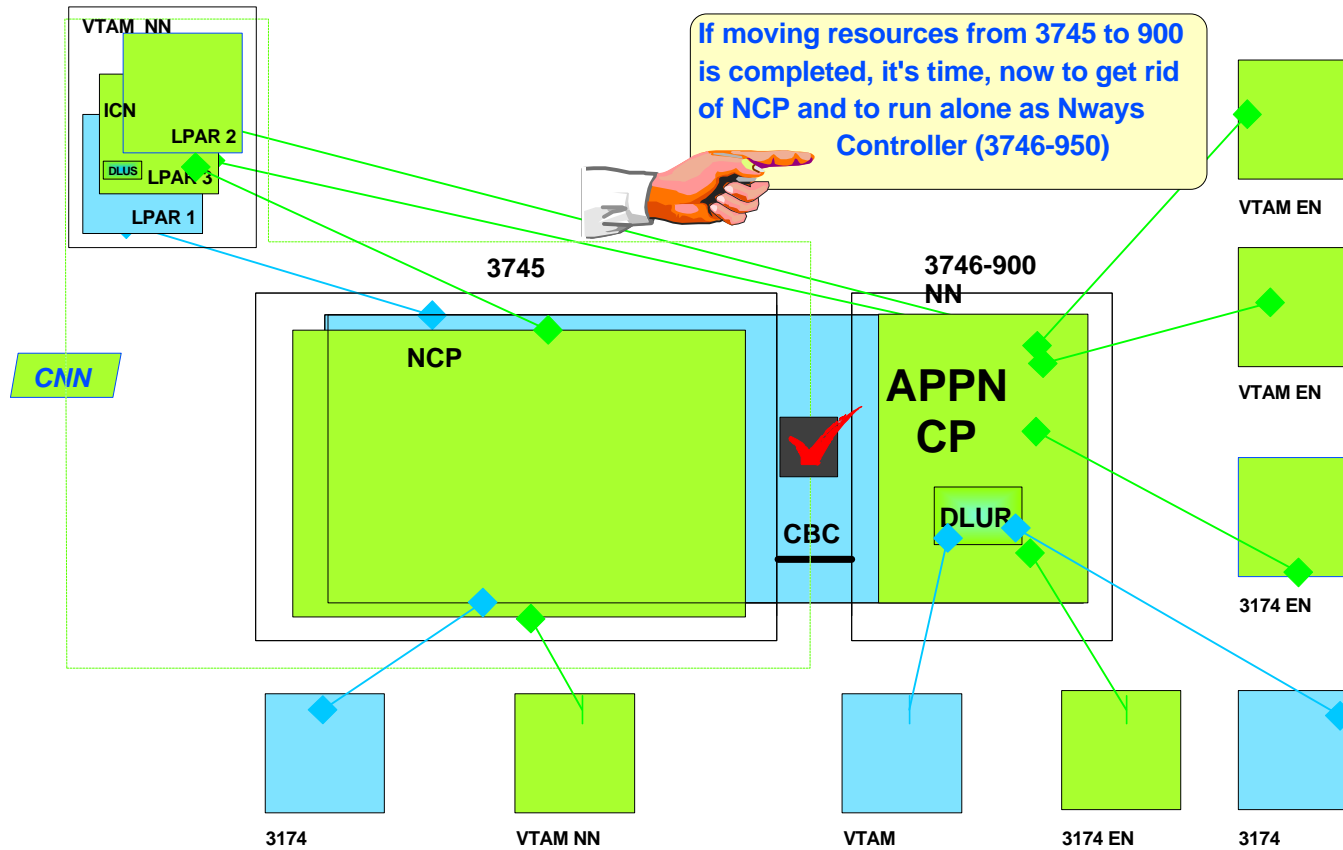 VTAM NN
If moving resources from 3745 to 900
is completed, it's time, now to get rid
of NCP and to run alone as Nways
Controller (3746-950)
ICN
LPAR 2
DLUS
LPAR 3
LPAR 1
VTAM EN
3745
3746-900
NN
NCP
CNN
APPN
CP
VTAM EN
DLUR
CBC
3174 EN
3174
VTAM NN
VTAM
3174 EN
3174